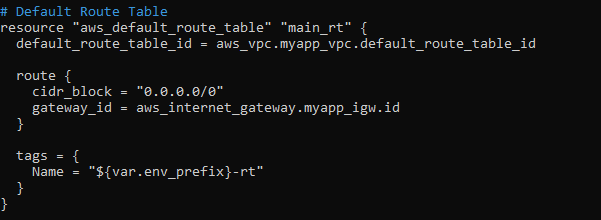 # Default Route Table
resource "aws_default_route_table" "main_rt" {
  default_route_table_id = aws_vpc.myapp_vpc.default_route_table_id

  route {
    cidr_block = "0.0.0.0/0"
    gateway_id = aws_internet_gateway.myapp_igw.id
  }

  tags = {
    Name = "${var.env_prefix}-rt"
  }
}